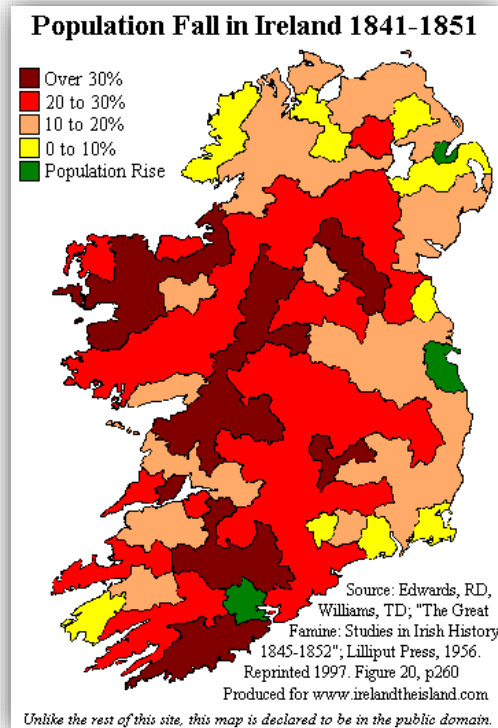 Population Fall in Ireland 1841-1851
Over 30%
20 to 30%
10 to 20%
0 to 10%
Population Rise
Source: Edwards, RD,
Williams, TD; "The Great
Famine: Studies in Irish History
1845-1852"; Lilliput Press, 1956.
Reprinted 1997. Figure 20, p260
Produced for www.irelandtheisland.com
Unlike the rest of this site, this map is declared to be in the public domain.